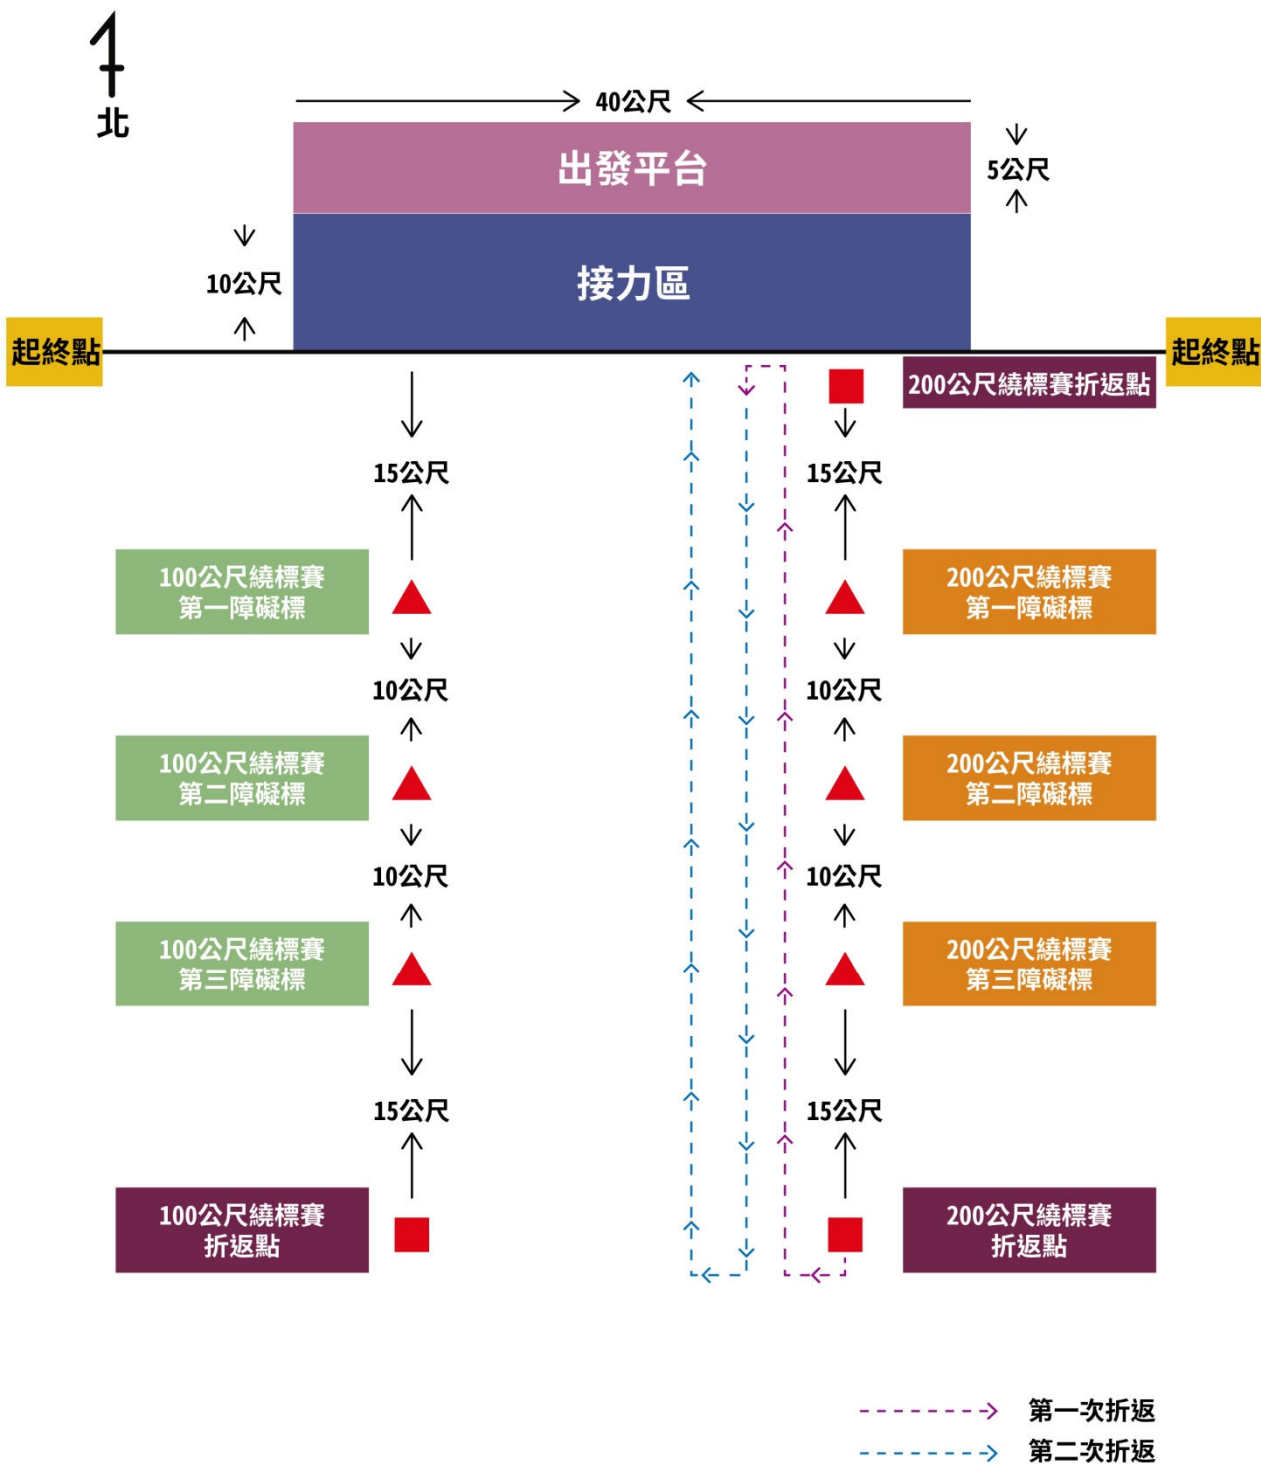 北
40公尺
出發平台
5公尺
10公尺
接力區
起終點
起終點
200公尺繞標賽折返點
15公尺
15公尺
100公尺繞標賽
第一障礙標
200公尺繞標賽
第一障礙標
10公尺
10公尺
100公尺繞標賽
第二障礙標
200公尺繞標賽
第二障礙標
10公尺
10公尺
100公尺繞標賽
第三障礙標
200公尺繞標賽
第三障礙標
15公尺
15公尺
100公尺繞標賽
折返點
200公尺繞標賽
折返點
第一次折返
第二次折返